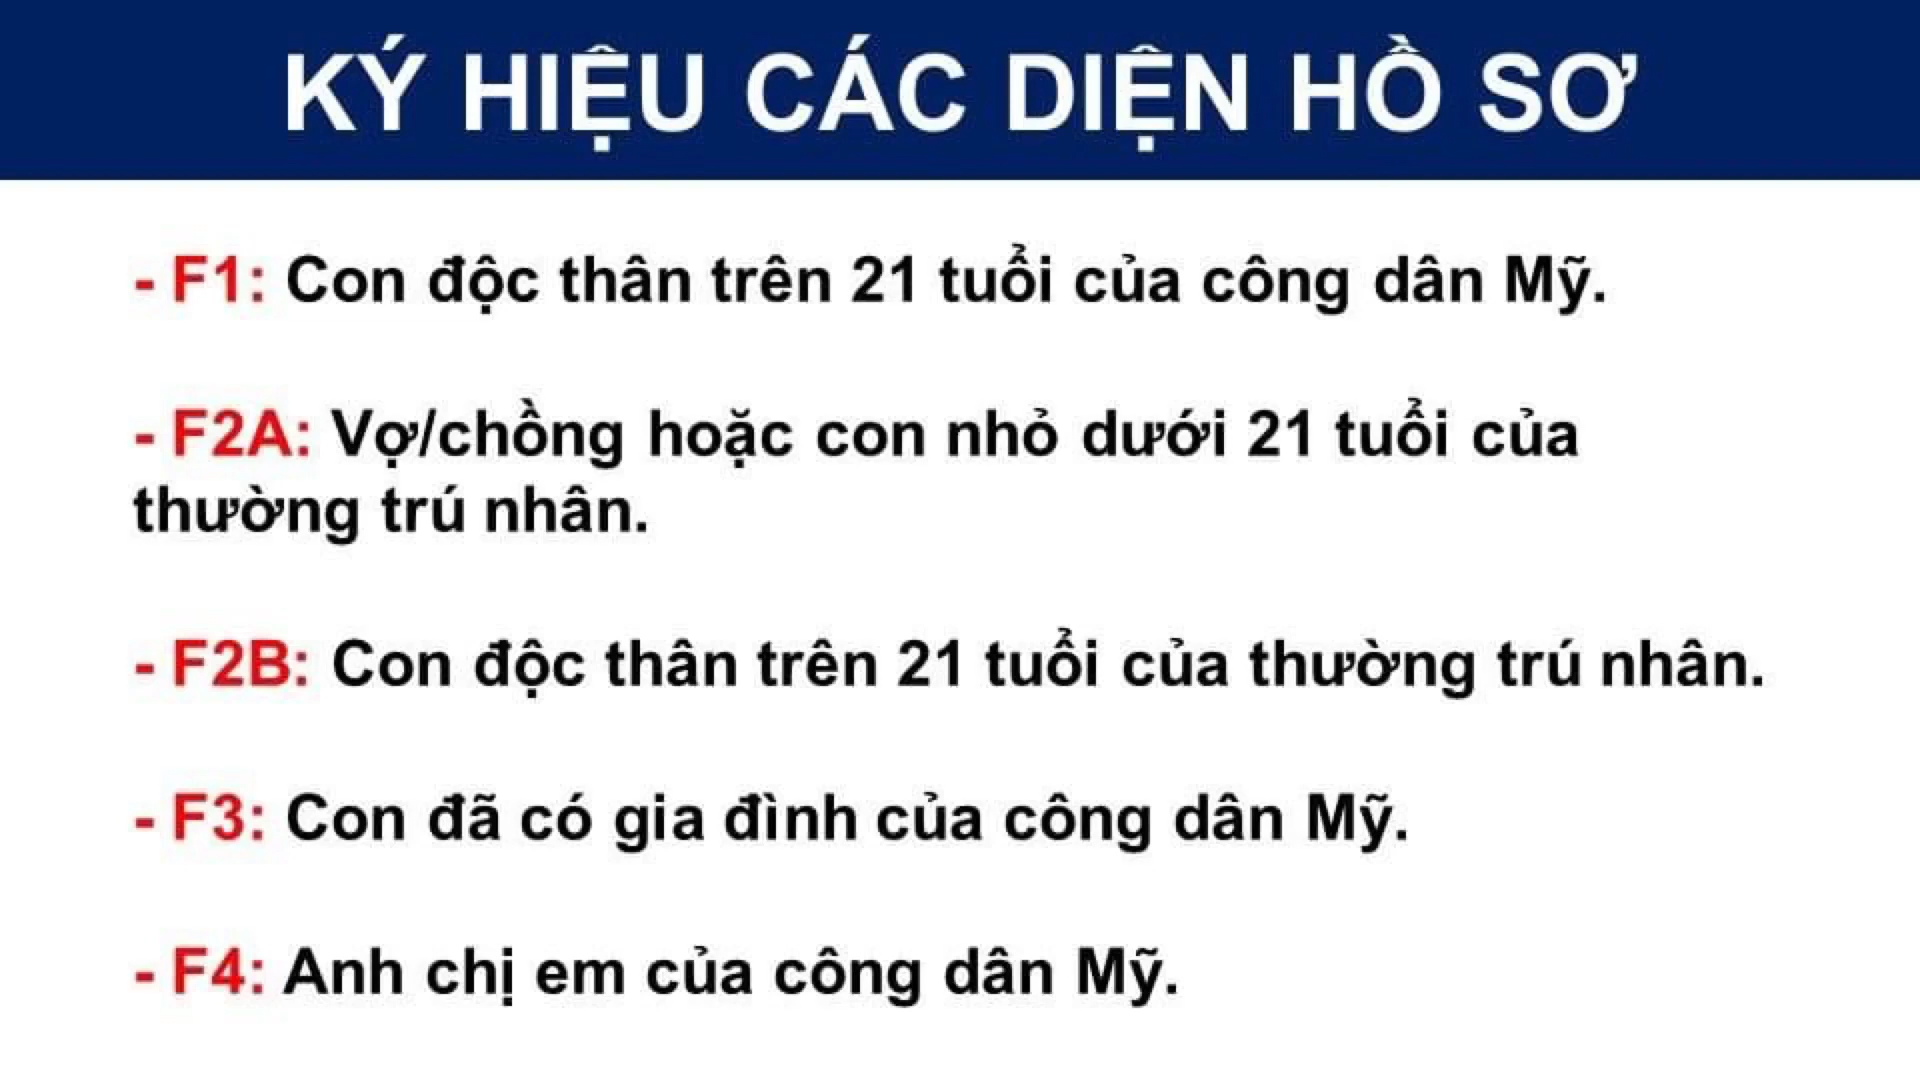 KÝ HIỆU CÁC DIỆN HỒ SƠ
- F1: Con độc thân trên 21 tuổi của công dân Mỹ.
- F2A: Vợ/chồng hoặc con nhỏ dưới 21 tuổi của
thường trú nhân.
- F2B: Con độc thân trên 21 tuổi của thường trú nhân.
- F3: Con đã có gia đình của công dân Mỹ.
- F4: Anh chị em của công dân Mỹ.